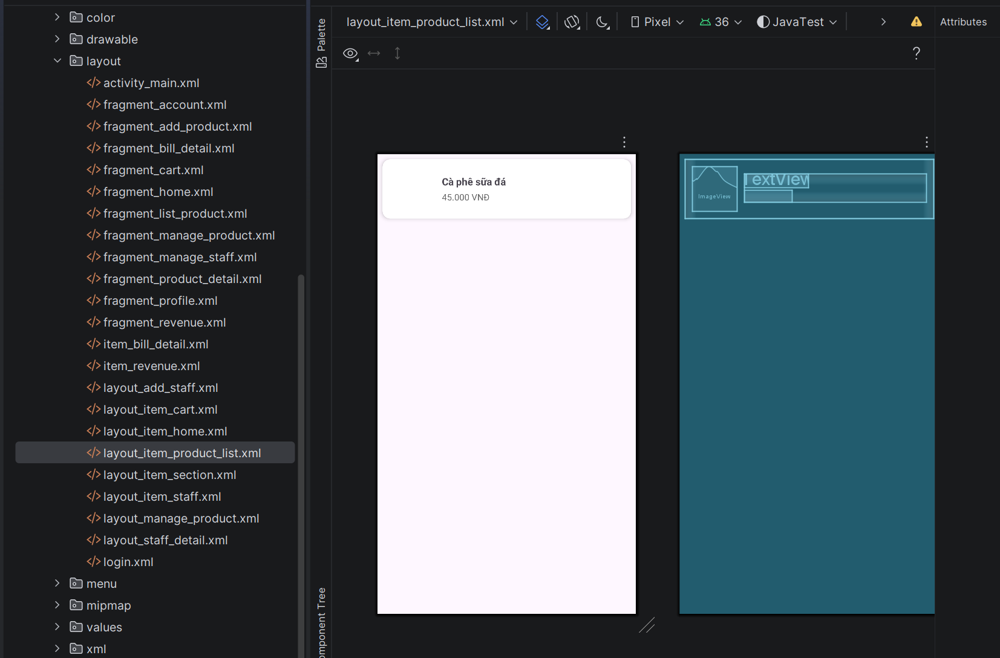 color
drawable
layout
activity_main.xml
fragment_account.xml
fragment_add_product.xml
fragment_bill_detail.xml
fragment_cart.xml
fragment_home.xml
fragment_list_product.xml
fragment_manage_product.xml
fragment_manage_staff.xml
fragment_product_detail.xml
fragment_profile.xml
fragment_revenue.xml
item_bill_detail.xml
item_revenue.xml
layout_add_staff.xml
layout_item_cart.xml
layout_item_home.xml
layout_item_product_list.xml
layout_item_section.xml
layout_item_staff.xml
layout_manage_product.xml
layout_staff_detail.xml
login.xml
menu
mipmap
values
xml
Palette
layout_item_product_list.xml
Pixel
36
JavaTest
Attributes
?
Cà phê sữa đá
45.000 VNĐ
TextView
ImageView
omponent Tree